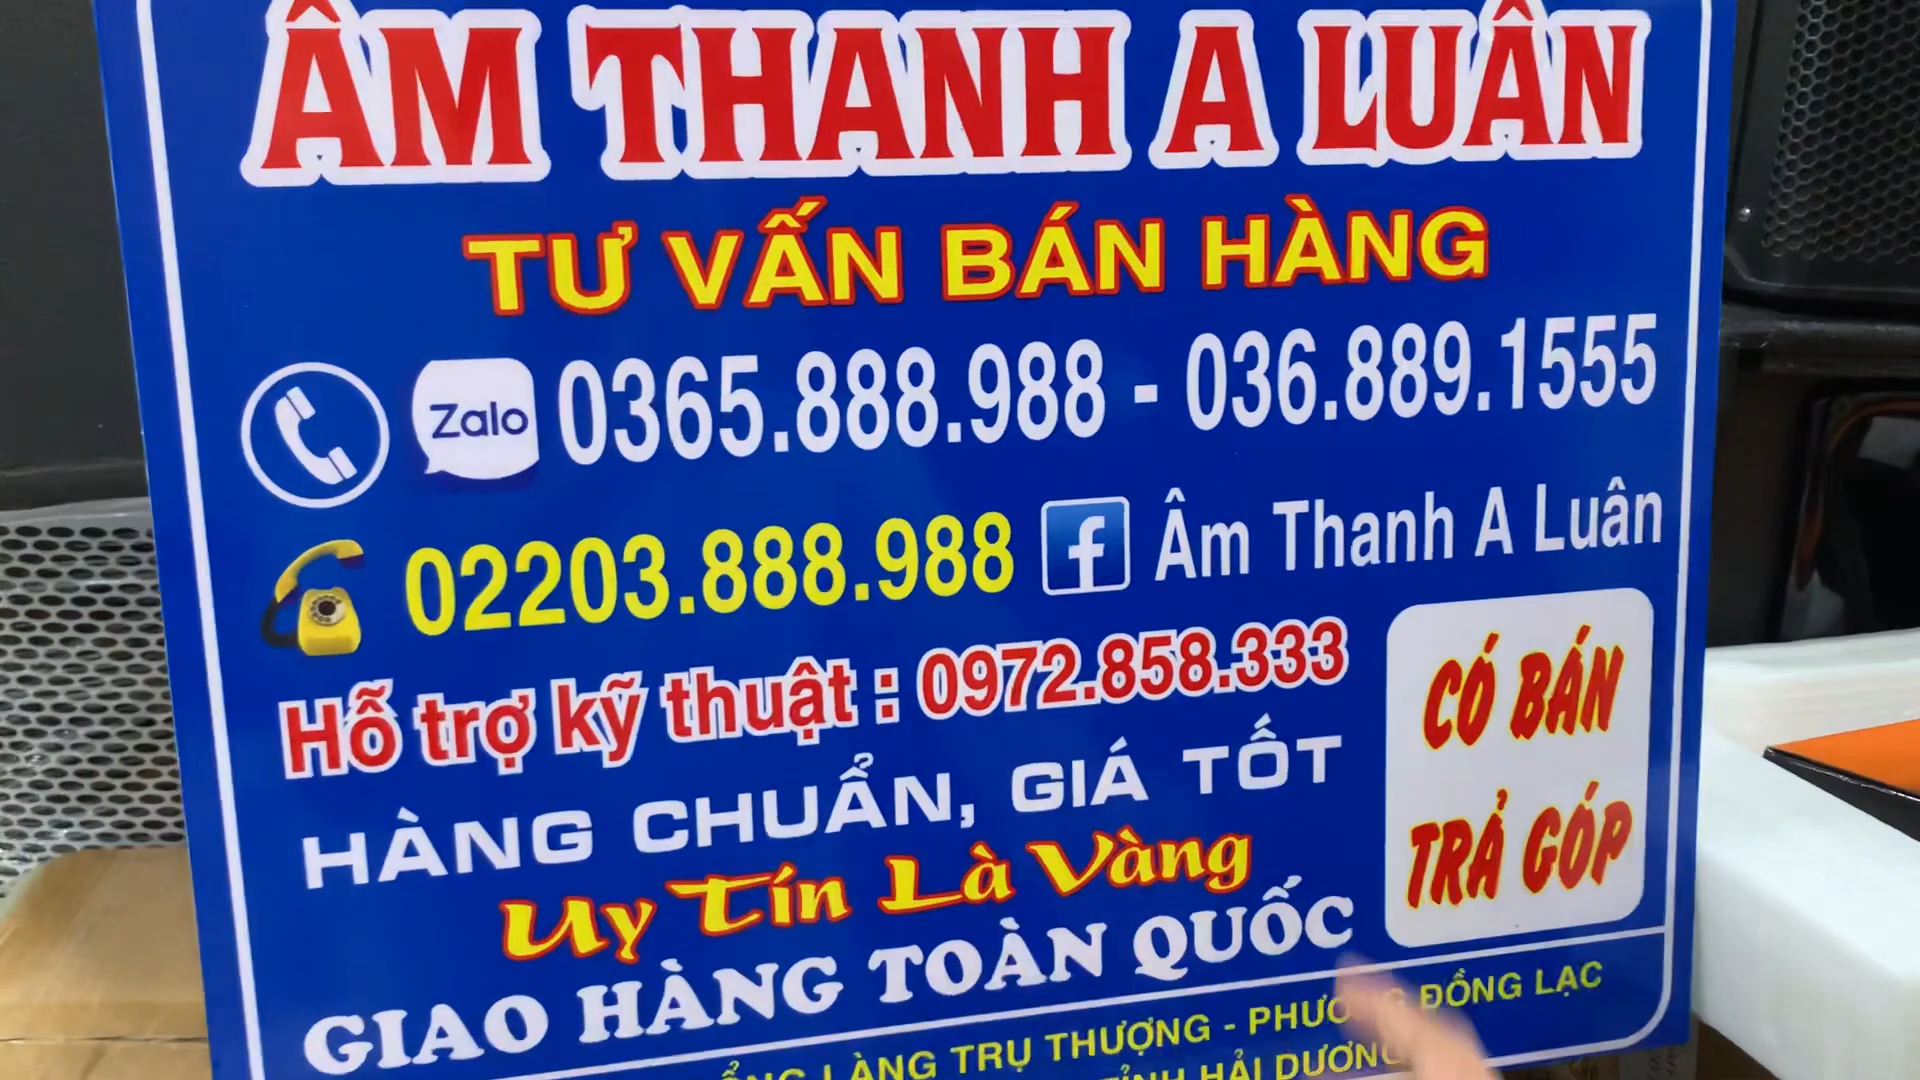 ÂM THANH A LUÂN
TƯ VẤN BÁN HÀNG
Zalo 0365.888.988 - 036.889.1555
02203.888.988 f Âm Thanh A Luân
Hỗ trợ kỹ thuật : 0972.858.333
HÀNG CHUẨN, GIÁ TỐT
Uy Tín Là Vàng
GIAO HÀNG TOÀN QUỐC
CÓ BÁN
TRẢ GÓP
LÀNG TRỤ THƯỢNG - PHƯỜNG ĐỒNG LẠC
TỈNH HẢI DƯƠNG